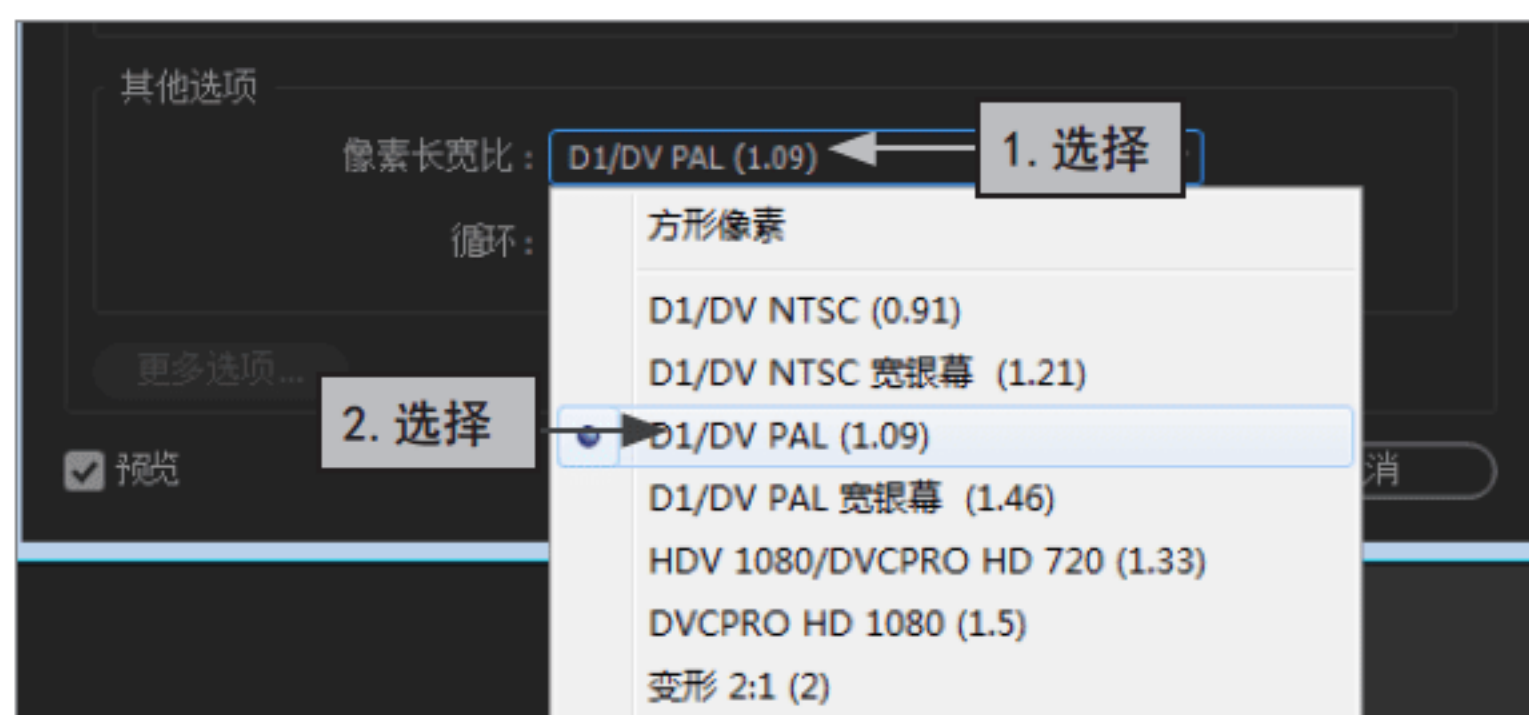 其他选项
像素长宽比：
D1/DV PAL (1.09)
1. 选择
循环：
方形像素
D1/DV NTSC (0.91)
D1/DV NTSC 宽银幕 (1.21)
更多选项...
2. 选择
D1/DV PAL (1.09)
预览
消
D1/DV PAL 宽银幕 (1.46)
HDV 1080/DVCPRO HD 720 (1.33)
DVCPRO HD 1080 (1.5)
变形 2:1 (2)